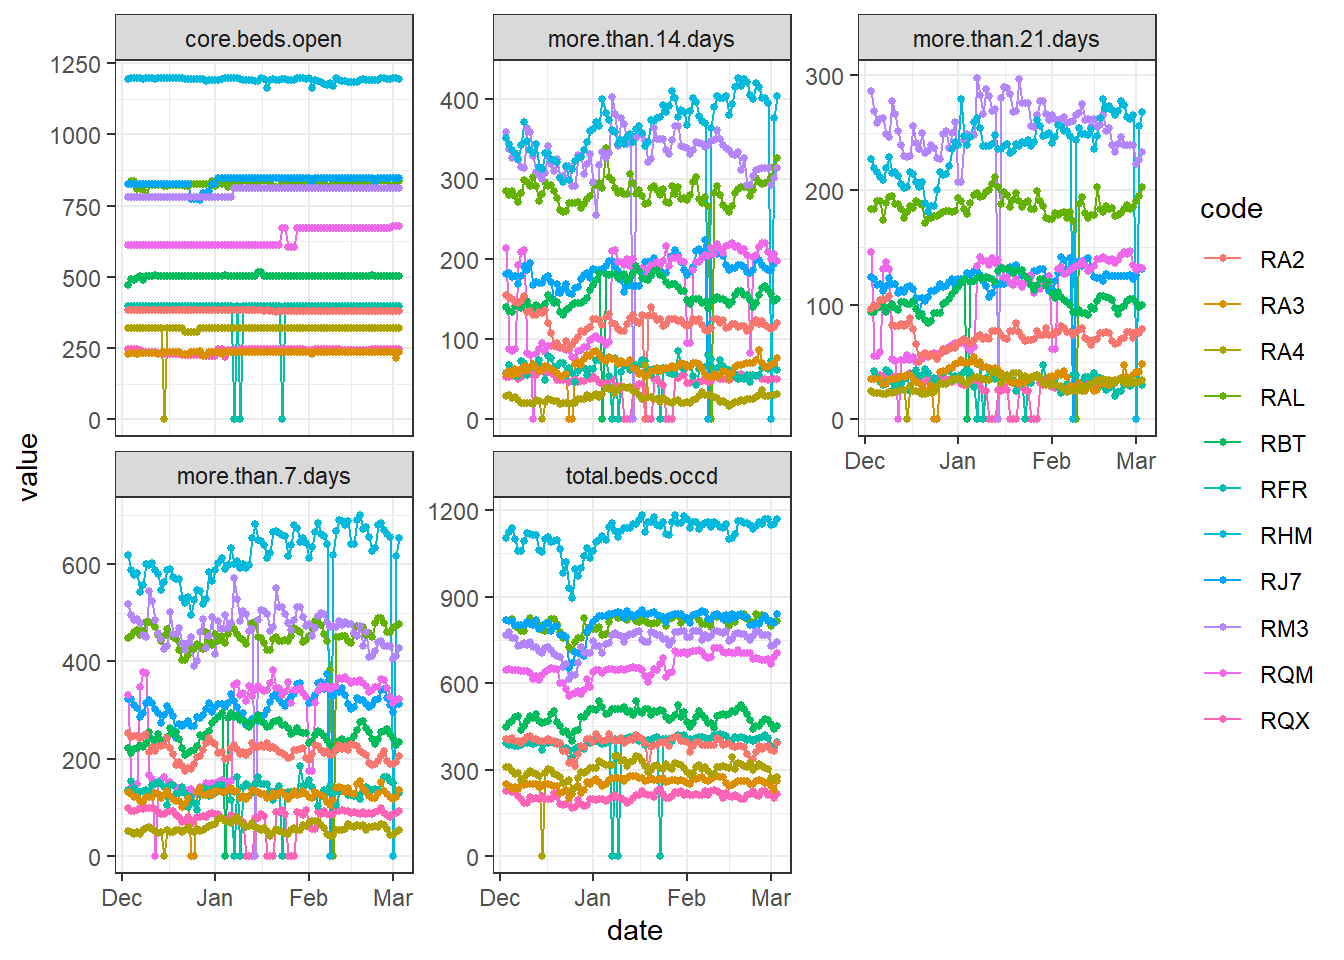 core.beds.open
more.than.14.days
more.than.21.days
1250
1000
750
500
250
0
400
300
200
100
0
300
200
100
0
Dec Jan Feb Mar
more.than.7.days
total.beds.occd
600
400
200
0
1200
900
600
300
0
Dec Jan Feb Mar
Dec Jan Feb Mar
value
date
code
RA2
RA3
RA4
RAL
RBT
RFR
RHM
RJ7
RM3
RQM
RQX